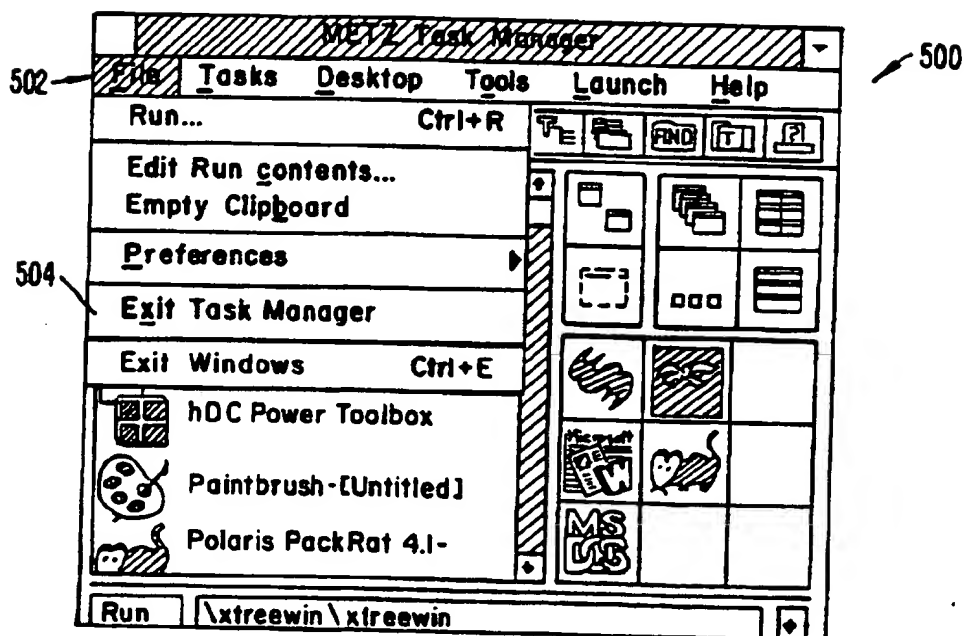 METZ Task Manager
500
502
File Tasks Desktop Tools Launch Help
Run... Ctrl+R
FIND T ?
Edit Run contents...
Empty Clipboard
Preferences
504
Exit Task Manager
Exit Windows Ctrl+E
hDC Power Toolbox
Microsoft
W
Paintbrush-[Untitled]
Polaris PackRat 4.1-
MS
DOS
Run \xtreewin\xtreewin